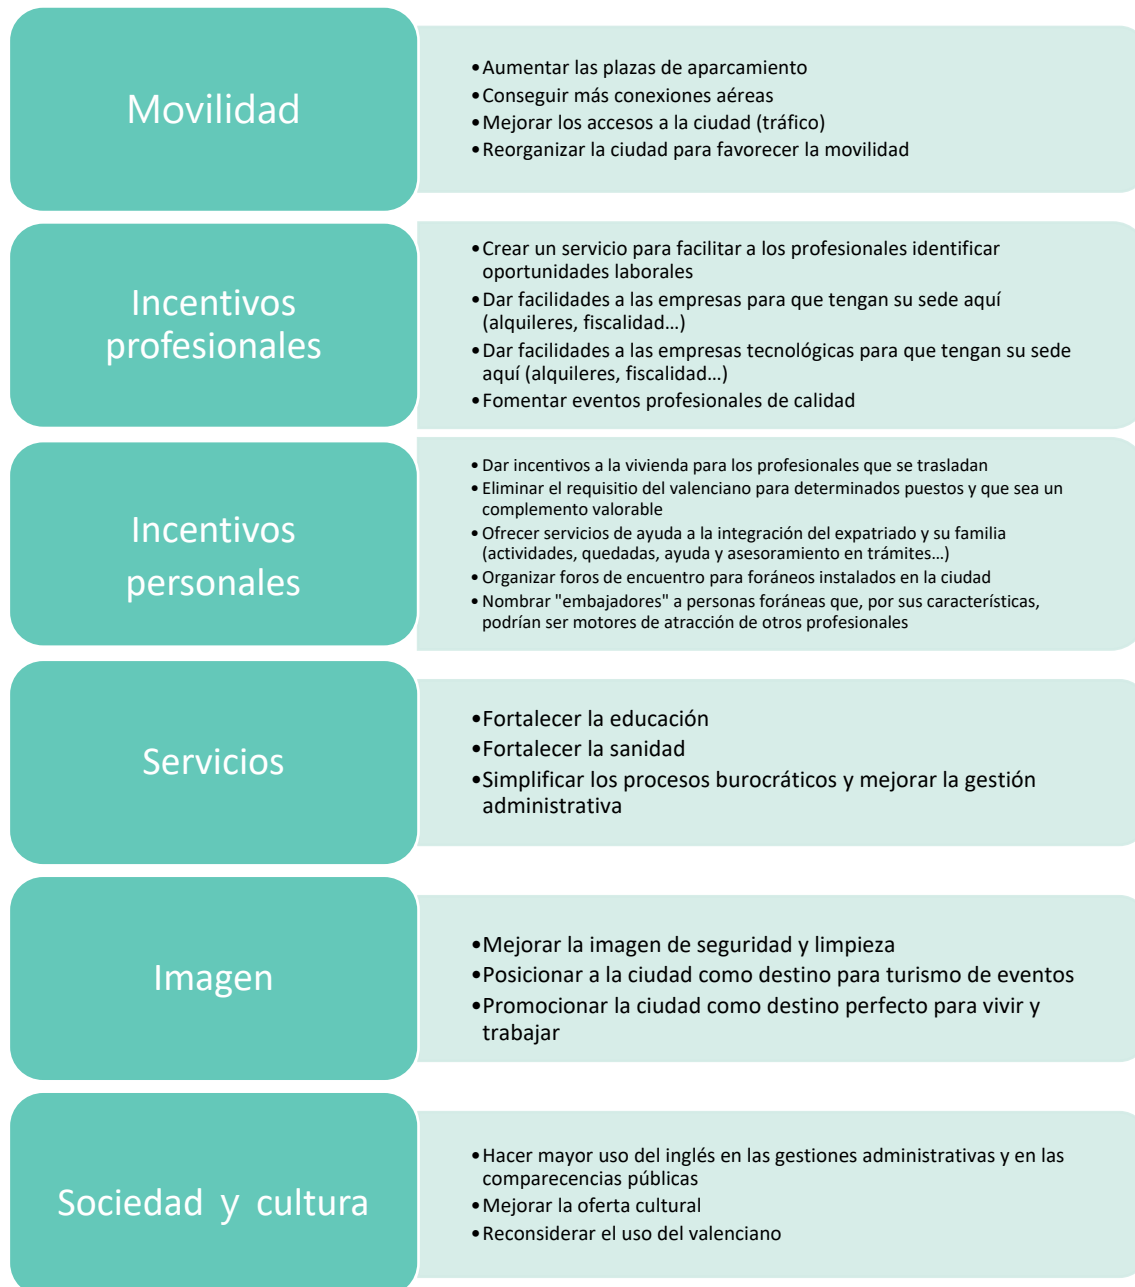 Movilidad
•Aumentar las plazas de aparcamiento
•Conseguir más conexiones aéreas
•Mejorar los accesos a la ciudad (tráfico)
•Reorganizar la ciudad para favorecer la movilidad
Incentivos
profesionales
•Crear un servicio para facilitar a los profesionales identificar
oportunidades laborales
•Dar facilidades a las empresas para que tengan su sede aquí
(alquileres, fiscalidad…)
•Dar facilidades a las empresas tecnológicas para que tengan su sede
aquí (alquileres, fiscalidad…)
•Fomentar eventos profesionales de calidad
Incentivos
personales
•Dar incentivos a la vivienda para los profesionales que se trasladan
•Eliminar el requisitio del valenciano para determinados puestos y que sea un
complemento valorable
•Ofrecer servicios de ayuda a la integración del expatriado y su familia
(actividades, quedadas, ayuda y asesoramiento en trámites…)
•Organizar foros de encuentro para foráneos instalados en la ciudad
•Nombrar "embajadores" a personas foráneas que, por sus características,
podrían ser motores de atracción de otros profesionales
Servicios
•Fortalecer la educación
•Fortalecer la sanidad
•Simplificar los procesos burocráticos y mejorar la gestión
administrativa
Imagen
•Mejorar la imagen de seguridad y limpieza
•Posicionar a la ciudad como destino para turismo de eventos
•Promocionar la ciudad como destino perfecto para vivir y
trabajar
Sociedad y cultura
•Hacer mayor uso del inglés en las gestiones administrativas y en las
comparecencias públicas
•Mejorar la oferta cultural
•Reconsiderar el uso del valenciano